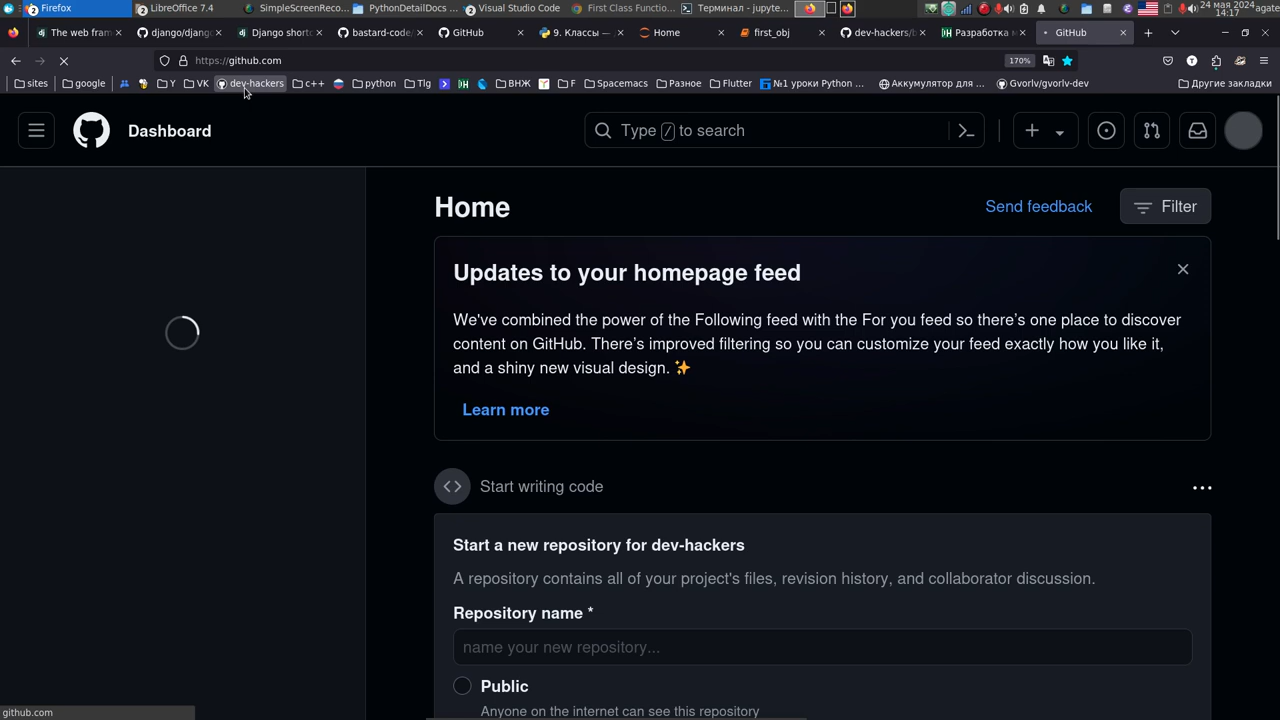 2 Firefox
2 LibreOffice 7.4
SimpleScreenReco...
PythonDetailDocs ...
2 Visual Studio Code
First Class Functio...
Терминал - jupyte...
24 мая 2024
14:17
agate
The web fram
django/djang
Django short
bastard-code
GitHub
9. Классы —
Home
first_obj
dev-hackers/b
Разработка м
GitHub
https://github.com
170%
sites
google
Y
VK
dev-hackers
c++
python
Tlg
ВНЖ
F
Spacemacs
Разное
Flutter
№1 уроки Python ...
Аккумулятор для ...
Gvorlv/gvorlv-dev
Другие закладки
Dashboard
Type / to search
Home
Send feedback
Filter
Updates to your homepage feed
We've combined the power of the Following feed with the For you feed so there's one place to discover
content on GitHub. There's improved filtering so you can customize your feed exactly how you like it,
and a shiny new visual design. ✨
Learn more
Start writing code
Start a new repository for dev-hackers
A repository contains all of your project's files, revision history, and collaborator discussion.
Repository name *
name your new repository...
Public
Anyone on the internet can see this repository
github.com